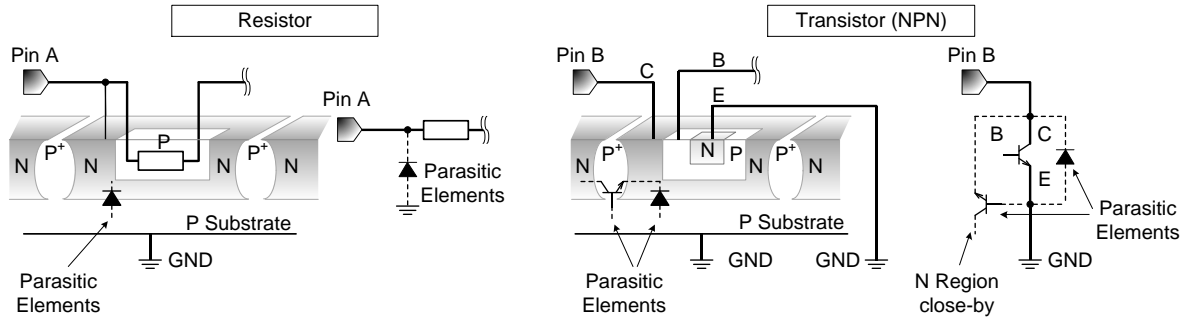 Resistor
Pin A
N
P+
N
P
N
P+
N
P Substrate
GND
Parasitic
Elements
Pin A
Parasitic
Elements
Transistor (NPN)
Pin B
C
B
E
N
P+
N
N
P
N
P+
N
P Substrate
GND
GND
Parasitic
Elements
Pin B
B
C
E
Parasitic
Elements
N Region
close-by
GND